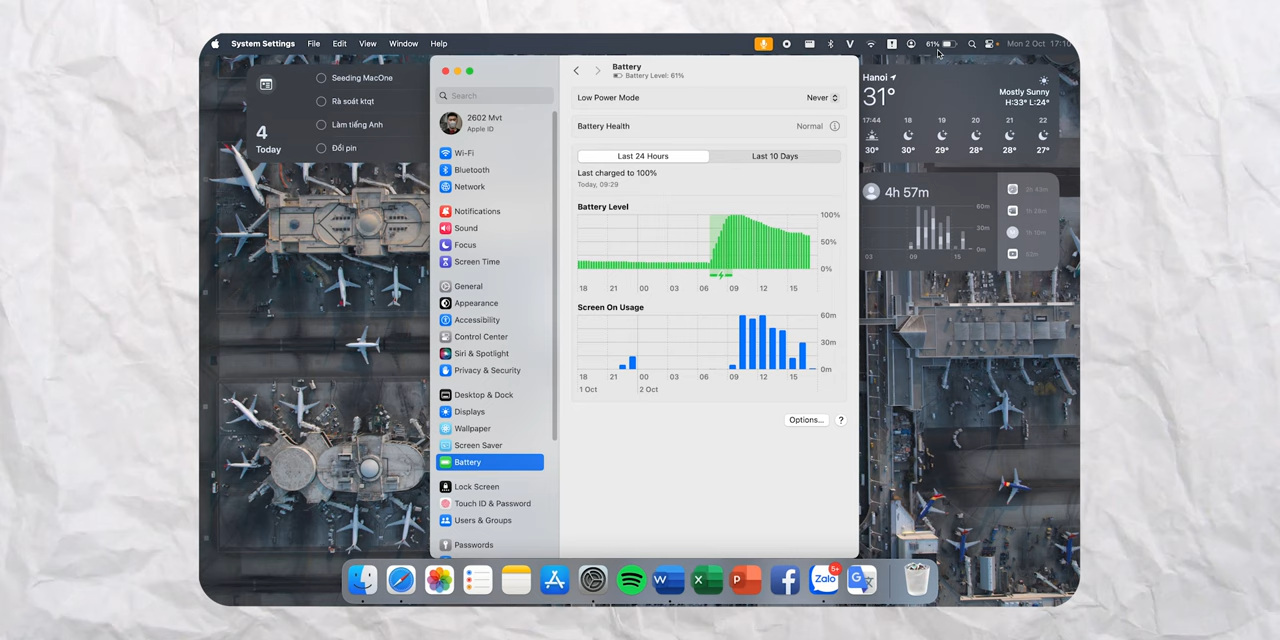 System Settings File Edit View Window Help 61% Mon 2 Oct 17:10
4
Today
Seeding MacOne
Rà soát ktqt
Làm tiếng Anh
Đổi pin
Search
2602 Mvt
Apple ID
Wi-Fi
Bluetooth
Network
Notifications
Sound
Focus
Screen Time
General
Appearance
Accessibility
Control Center
Siri & Spotlight
Privacy & Security
Desktop & Dock
Displays
Wallpaper
Screen Saver
Battery
Lock Screen
Touch ID & Password
Users & Groups
Passwords
Battery
Battery Level: 61%
Low Power Mode Never
Battery Health Normal
Last 24 Hours Last 10 Days
Last charged to 100%
Today, 09:29
Battery Level
100%
50%
0%
18 21 00 03 06 09 12 15
Screen On Usage
60m
30m
0m
18 21 00 03 06 09 12 15
1 Oct 2 Oct
Options... ?
Hanoi
31°
Mostly Sunny
H:33° L:24°
17:44 18 19 20 21 22
30° 30° 29° 28° 28° 27°
4h 57m
60m
30m
0m
03 09 15
W X P Zalo 5+ G